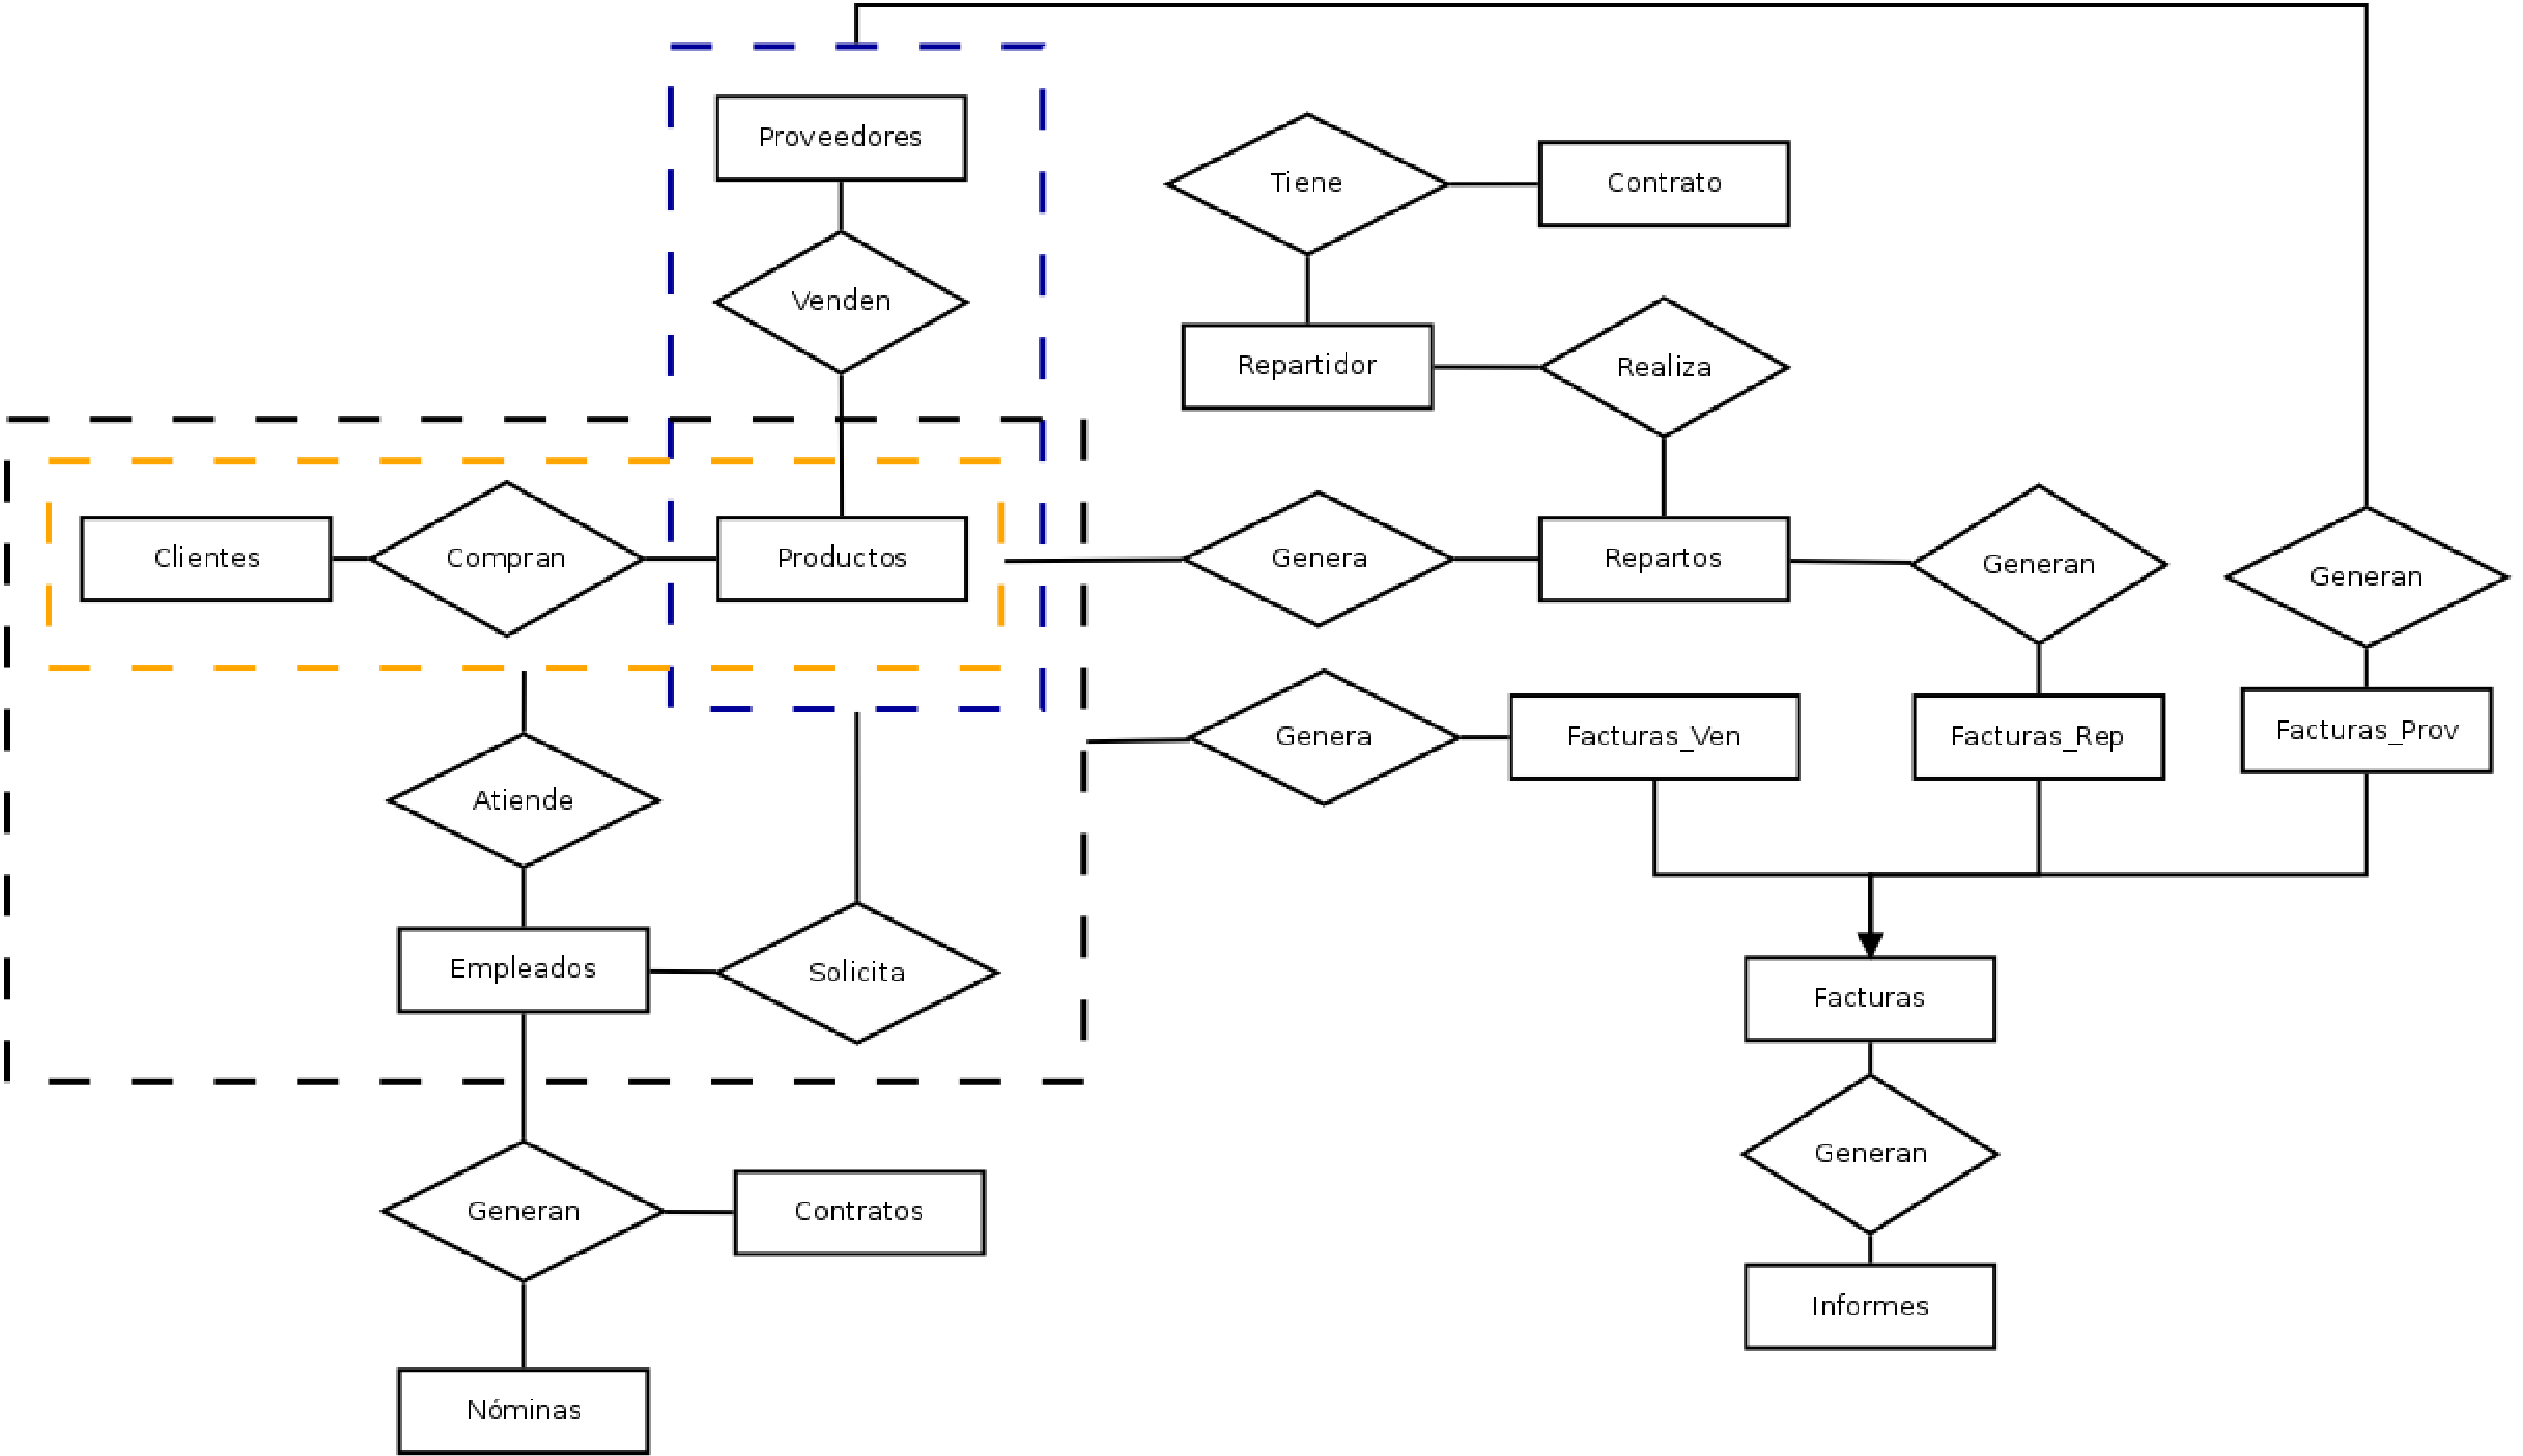 Proveedores
Tiene
Contrato
Venden
Repartidor
Realiza
Clientes
Compran
Productos
Genera
Repartos
Generan
Generan
Genera
Facturas_Ven
Facturas_Rep
Facturas_Prov
Atiende
Empleados
Solicita
Facturas
Generan
Generan
Contratos
Informes
Nóminas